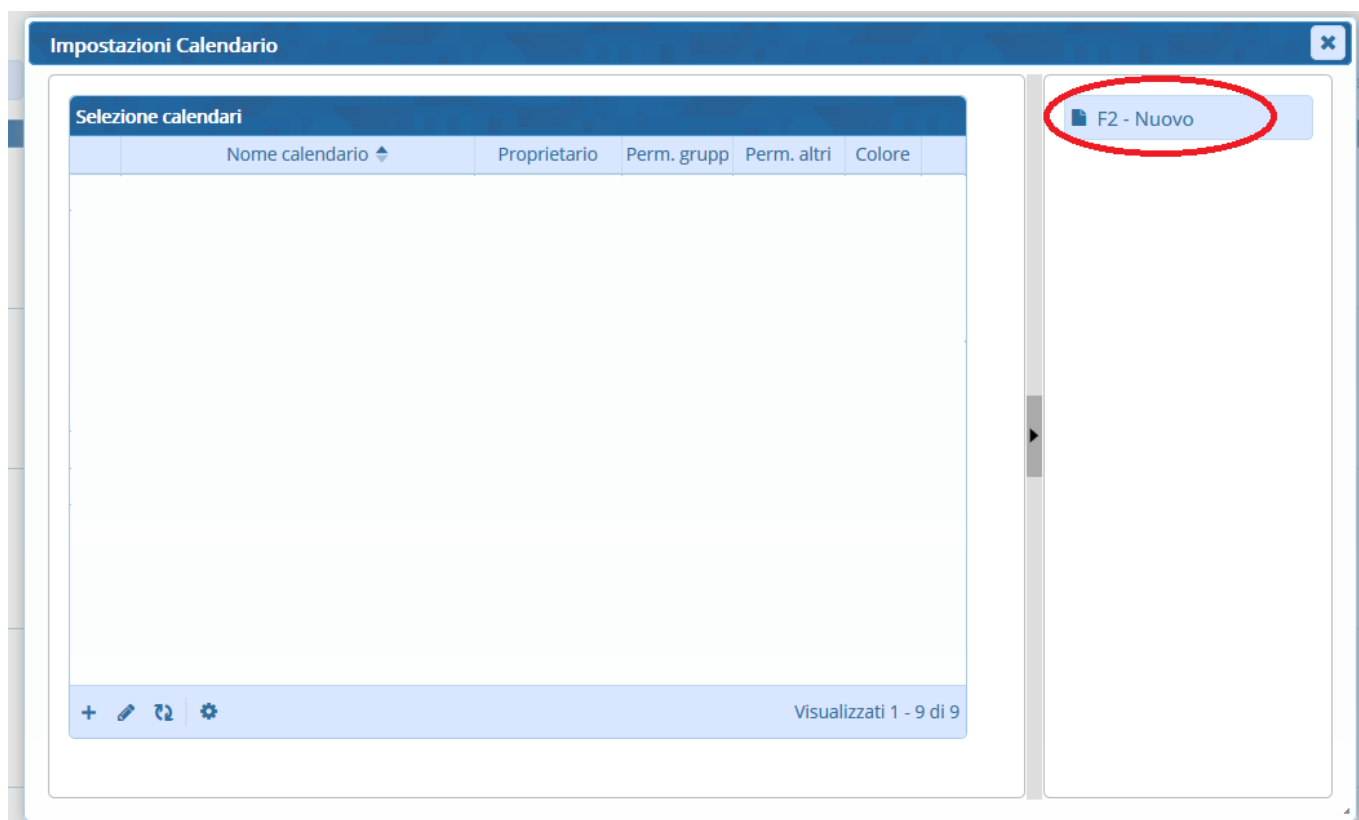 Impostazioni Calendario
Selezione calendari
F2 - Nuovo
Nome calendario Proprietario Perm. grupp Perm. altri Colore
Visualizzati 1 - 9 di 9